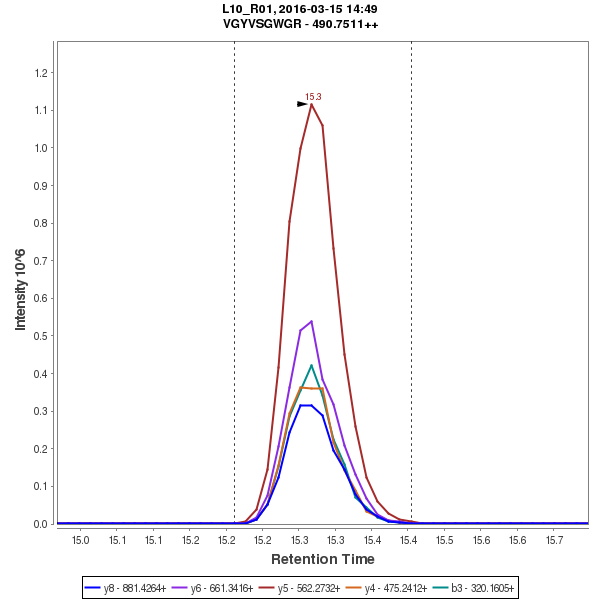 L10_R01, 2016-03-15 14:49
VGYVSGWGR - 490.7511++
Intensity 10^6
1.2
1.1
1.0
0.9
0.8
0.7
0.6
0.5
0.4
0.3
0.2
0.1
0.0
15.3
15.0 15.1 15.1 15.2 15.2 15.2 15.3 15.3 15.4 15.4 15.5 15.6 15.6 15.7
Retention Time
y8 - 881.4264+ y6 - 661.3416+ y5 - 562.2732+ y4 - 475.2412+ b3 - 320.1605+